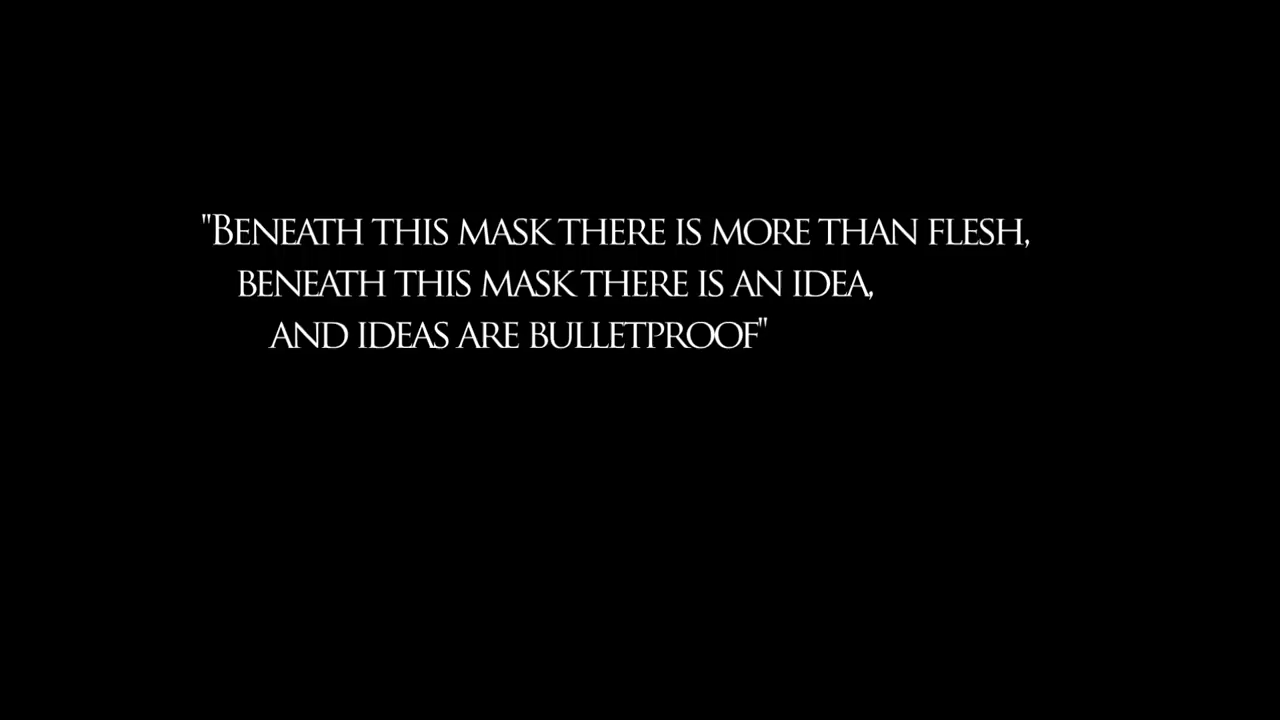 "Beneath this mask there is more than flesh,
beneath this mask there is an idea,
and ideas are bulletproof"